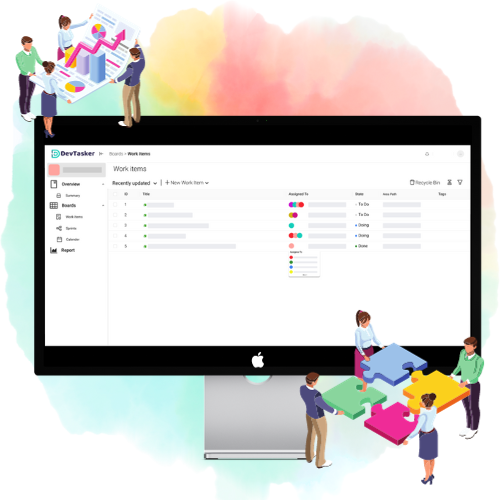 DevTasker
Boards > Work items
Work items
Overview
Recently updated
+ New Work Item
Recycle Bin
Summary
ID Title Assigned To State Area Path Tags
Boards
1 To Do
Work items
2 To Do
Sprints
3 Doing
Calendar
4 Doing
Report
5 Done
Assigned To